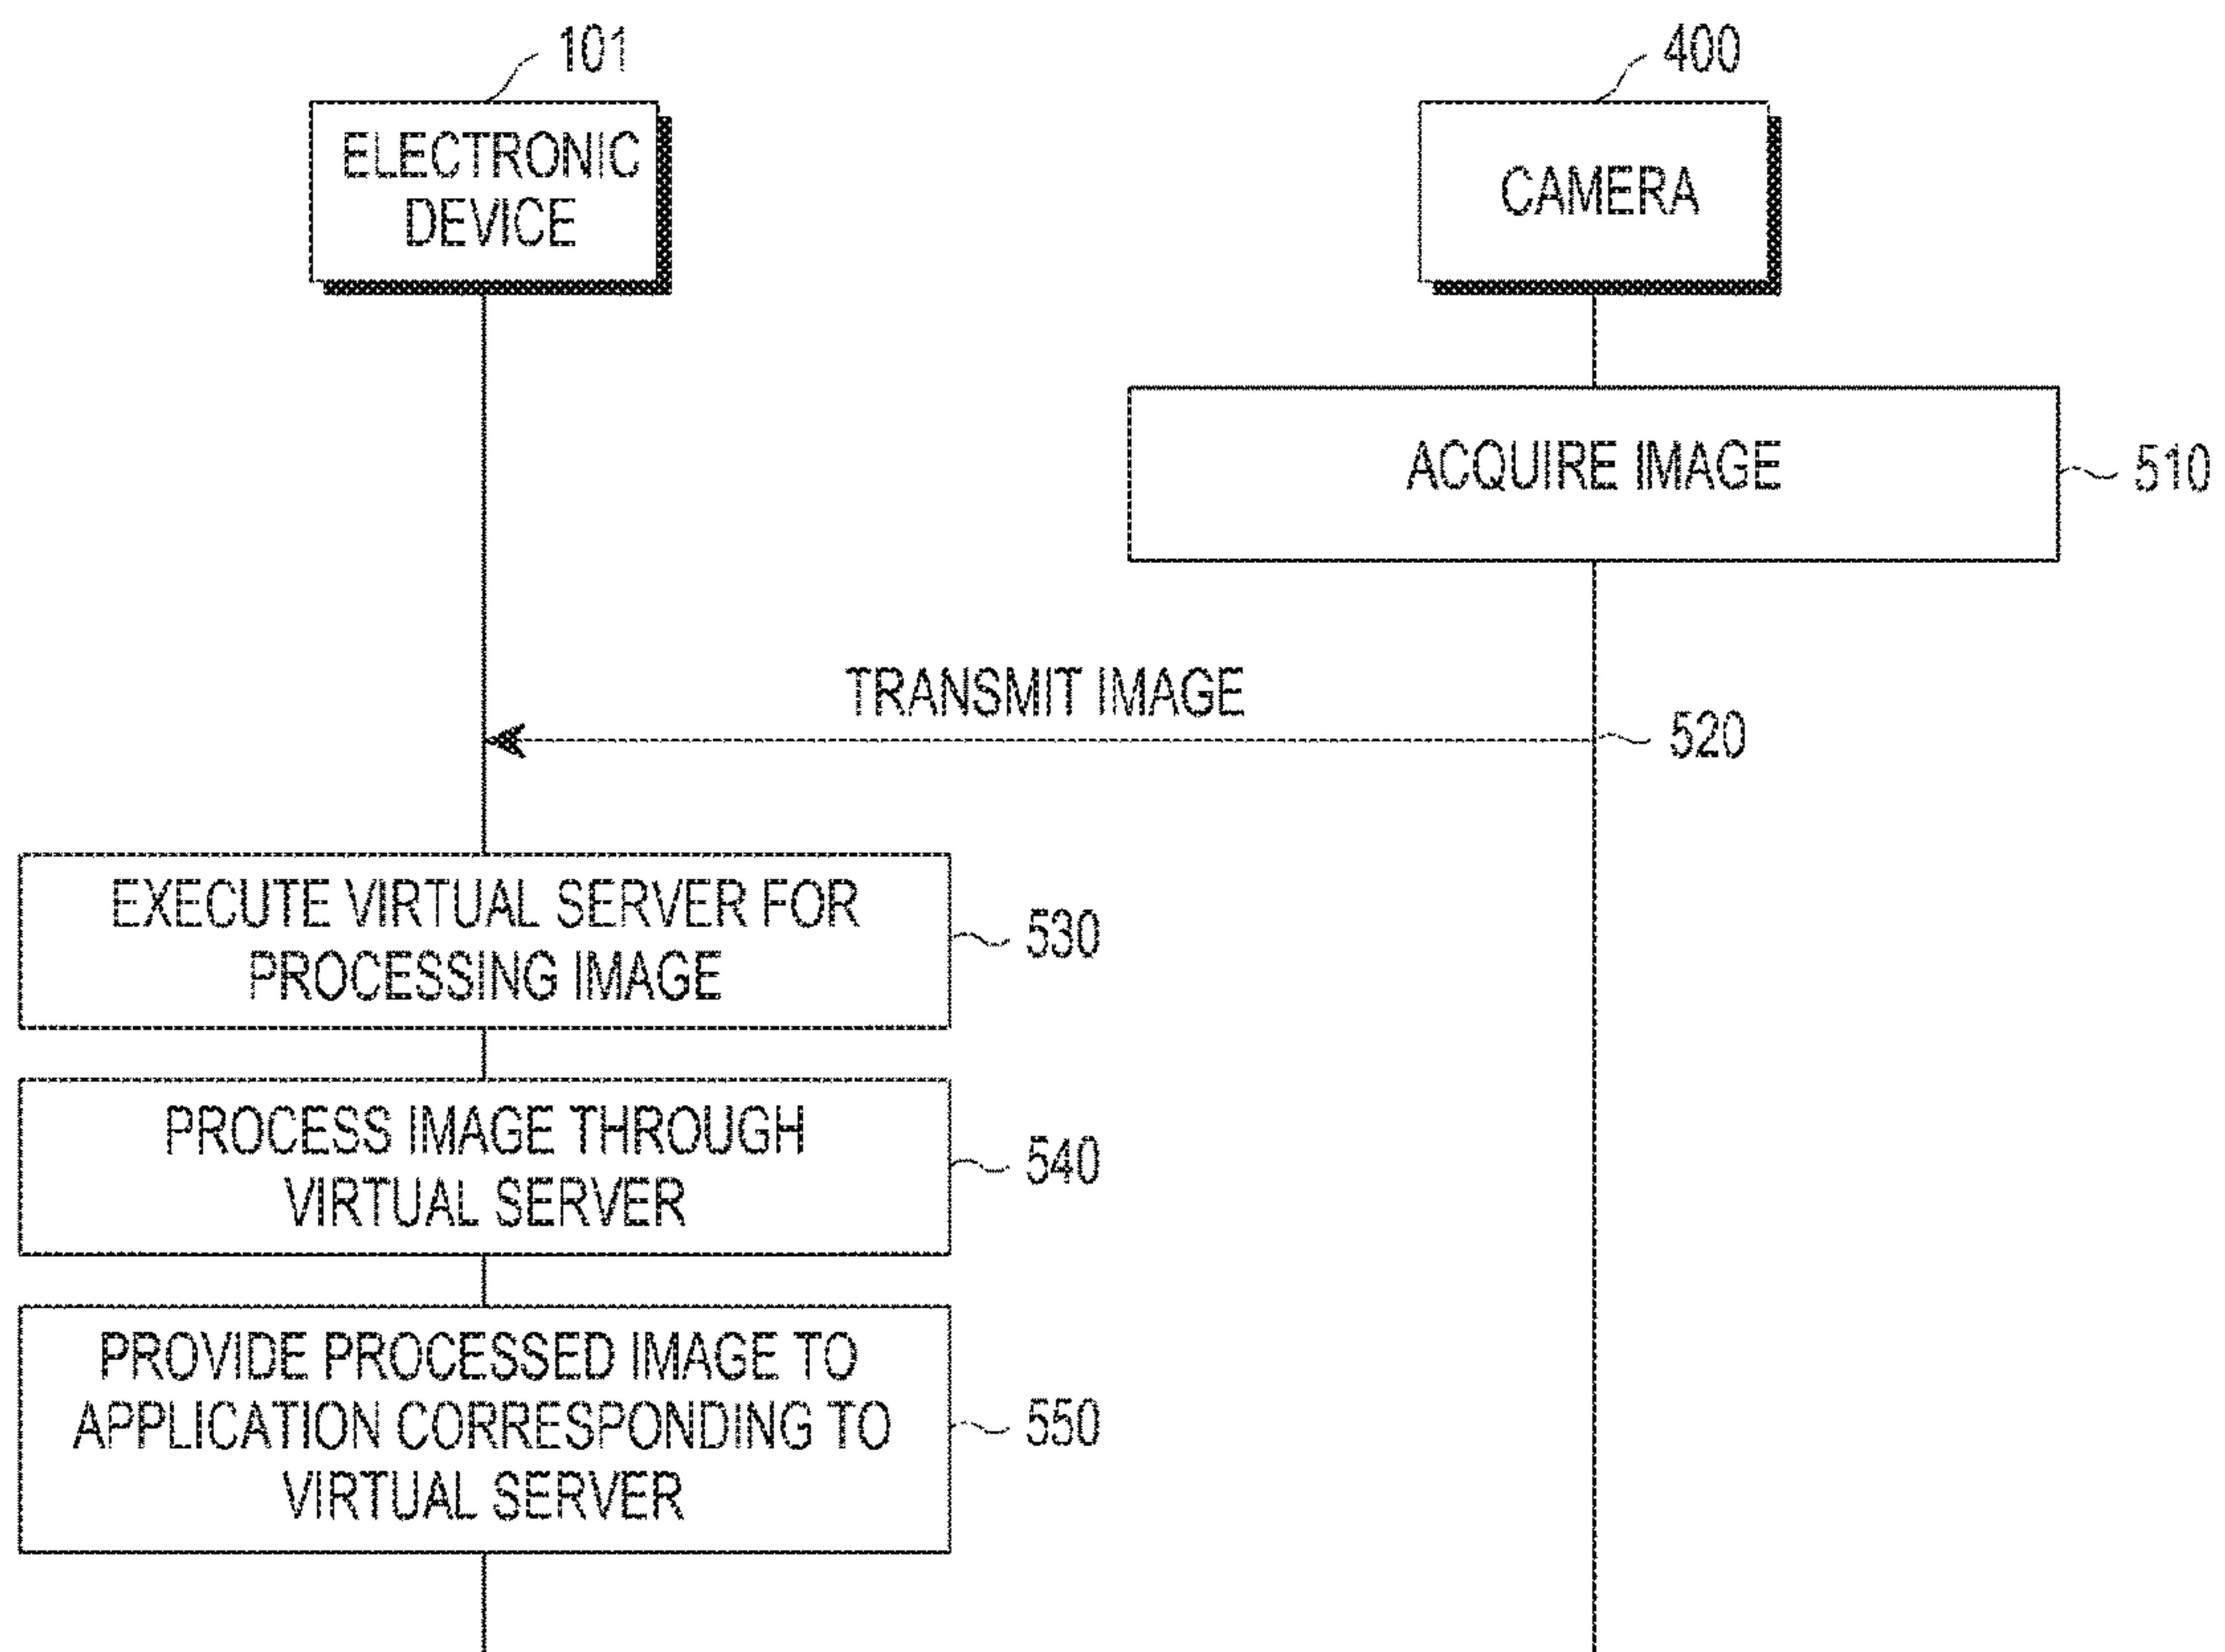 101
400
ELECTRONIC
DEVICE
CAMERA
ACQUIRE IMAGE
510
TRANSMIT IMAGE
520
EXECUTE VIRTUAL SERVER FOR
PROCESSING IMAGE
530
PROCESS IMAGE THROUGH
VIRTUAL SERVER
540
PROVIDE PROCESSED IMAGE TO
APPLICATION CORRESPONDING TO
VIRTUAL SERVER
550